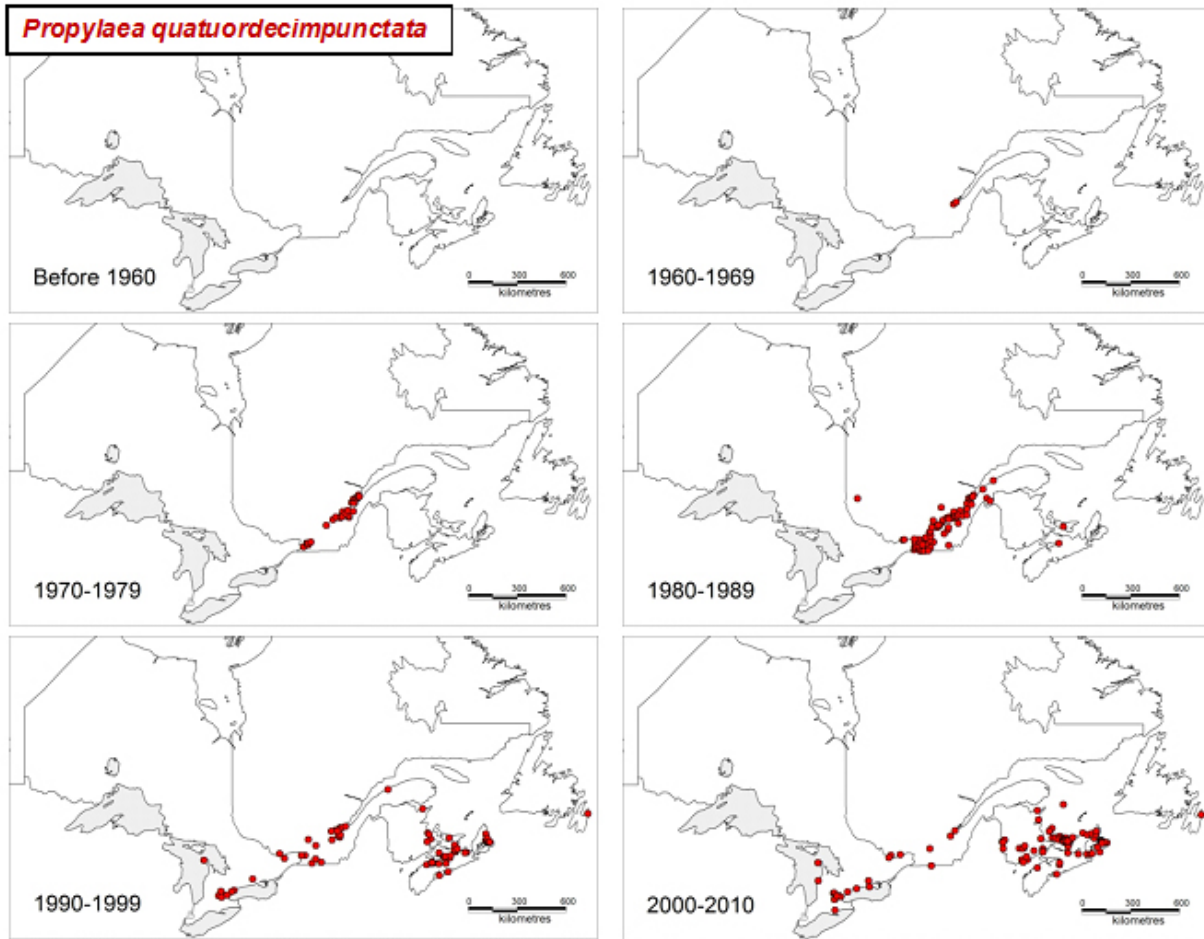 Propylaea quatuordecimpunctata
Before 1960
0 300 600
kilometres
1960-1969
0 300 600
kilometres
1970-1979
0 300 600
kilometres
1980-1989
0 300 600
kilometres
1990-1999
0 300 600
kilometres
2000-2010
0 300 600
kilometres